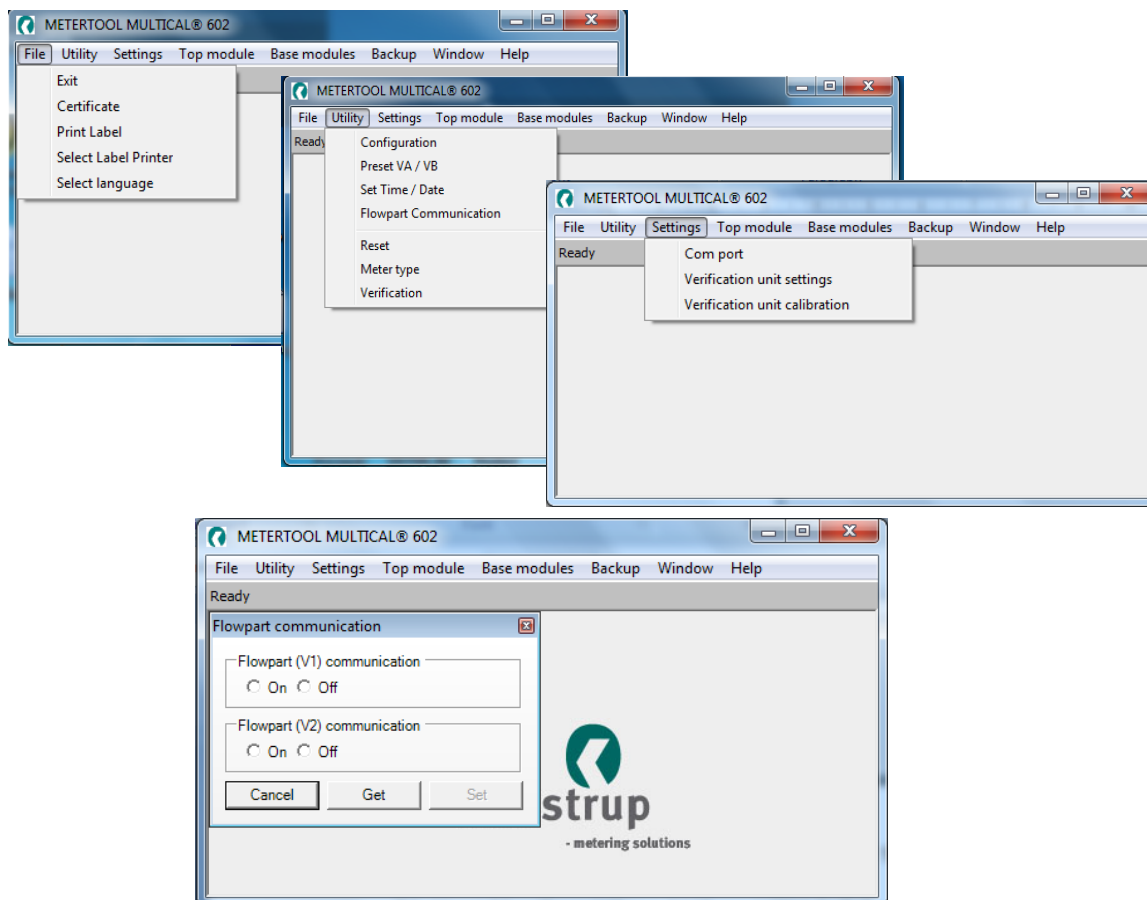 METERTOOL MULTICAL® 602
File Utility Settings Top module Base modules Backup Window Help
Exit
Certificate
Print Label
Select Label Printer
Select language
METERTOOL MULTICAL® 602
File Utility Settings Top module Base modules Backup Window Help
Ready
Configuration
Preset VA / VB
Set Time / Date
Flowpart Communication
Reset
Meter type
Verification
METERTOOL MULTICAL® 602
File Utility Settings Top module Base modules Backup Window Help
Ready
Com port
Verification unit settings
Verification unit calibration
METERTOOL MULTICAL® 602
File Utility Settings Top module Base modules Backup Window Help
Ready
Flowpart communication
Flowpart (V1) communication
On Off
Flowpart (V2) communication
On Off
Cancel Get Set
strup
- metering solutions